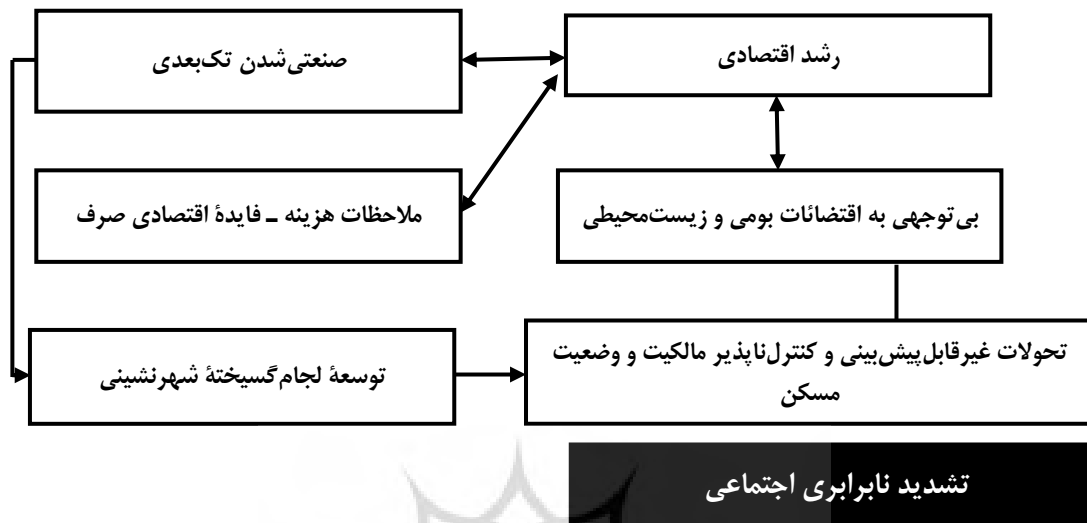 رشد اقتصادی
صنعتی‌شدن تک‌بعدی
بی‌توجهی به اقتضائات بومی و زیست‌محیطی
ملاحظات هزینه ـ فایدهٔ اقتصادی صرف
تحولات غیرقابل‌پیش‌بینی و کنترل‌ناپذیر مالکیت و وضعیت
مسکن
توسعهٔ لجام‌گسیختهٔ شهرنشینی
تشدید نابرابری اجتماعی